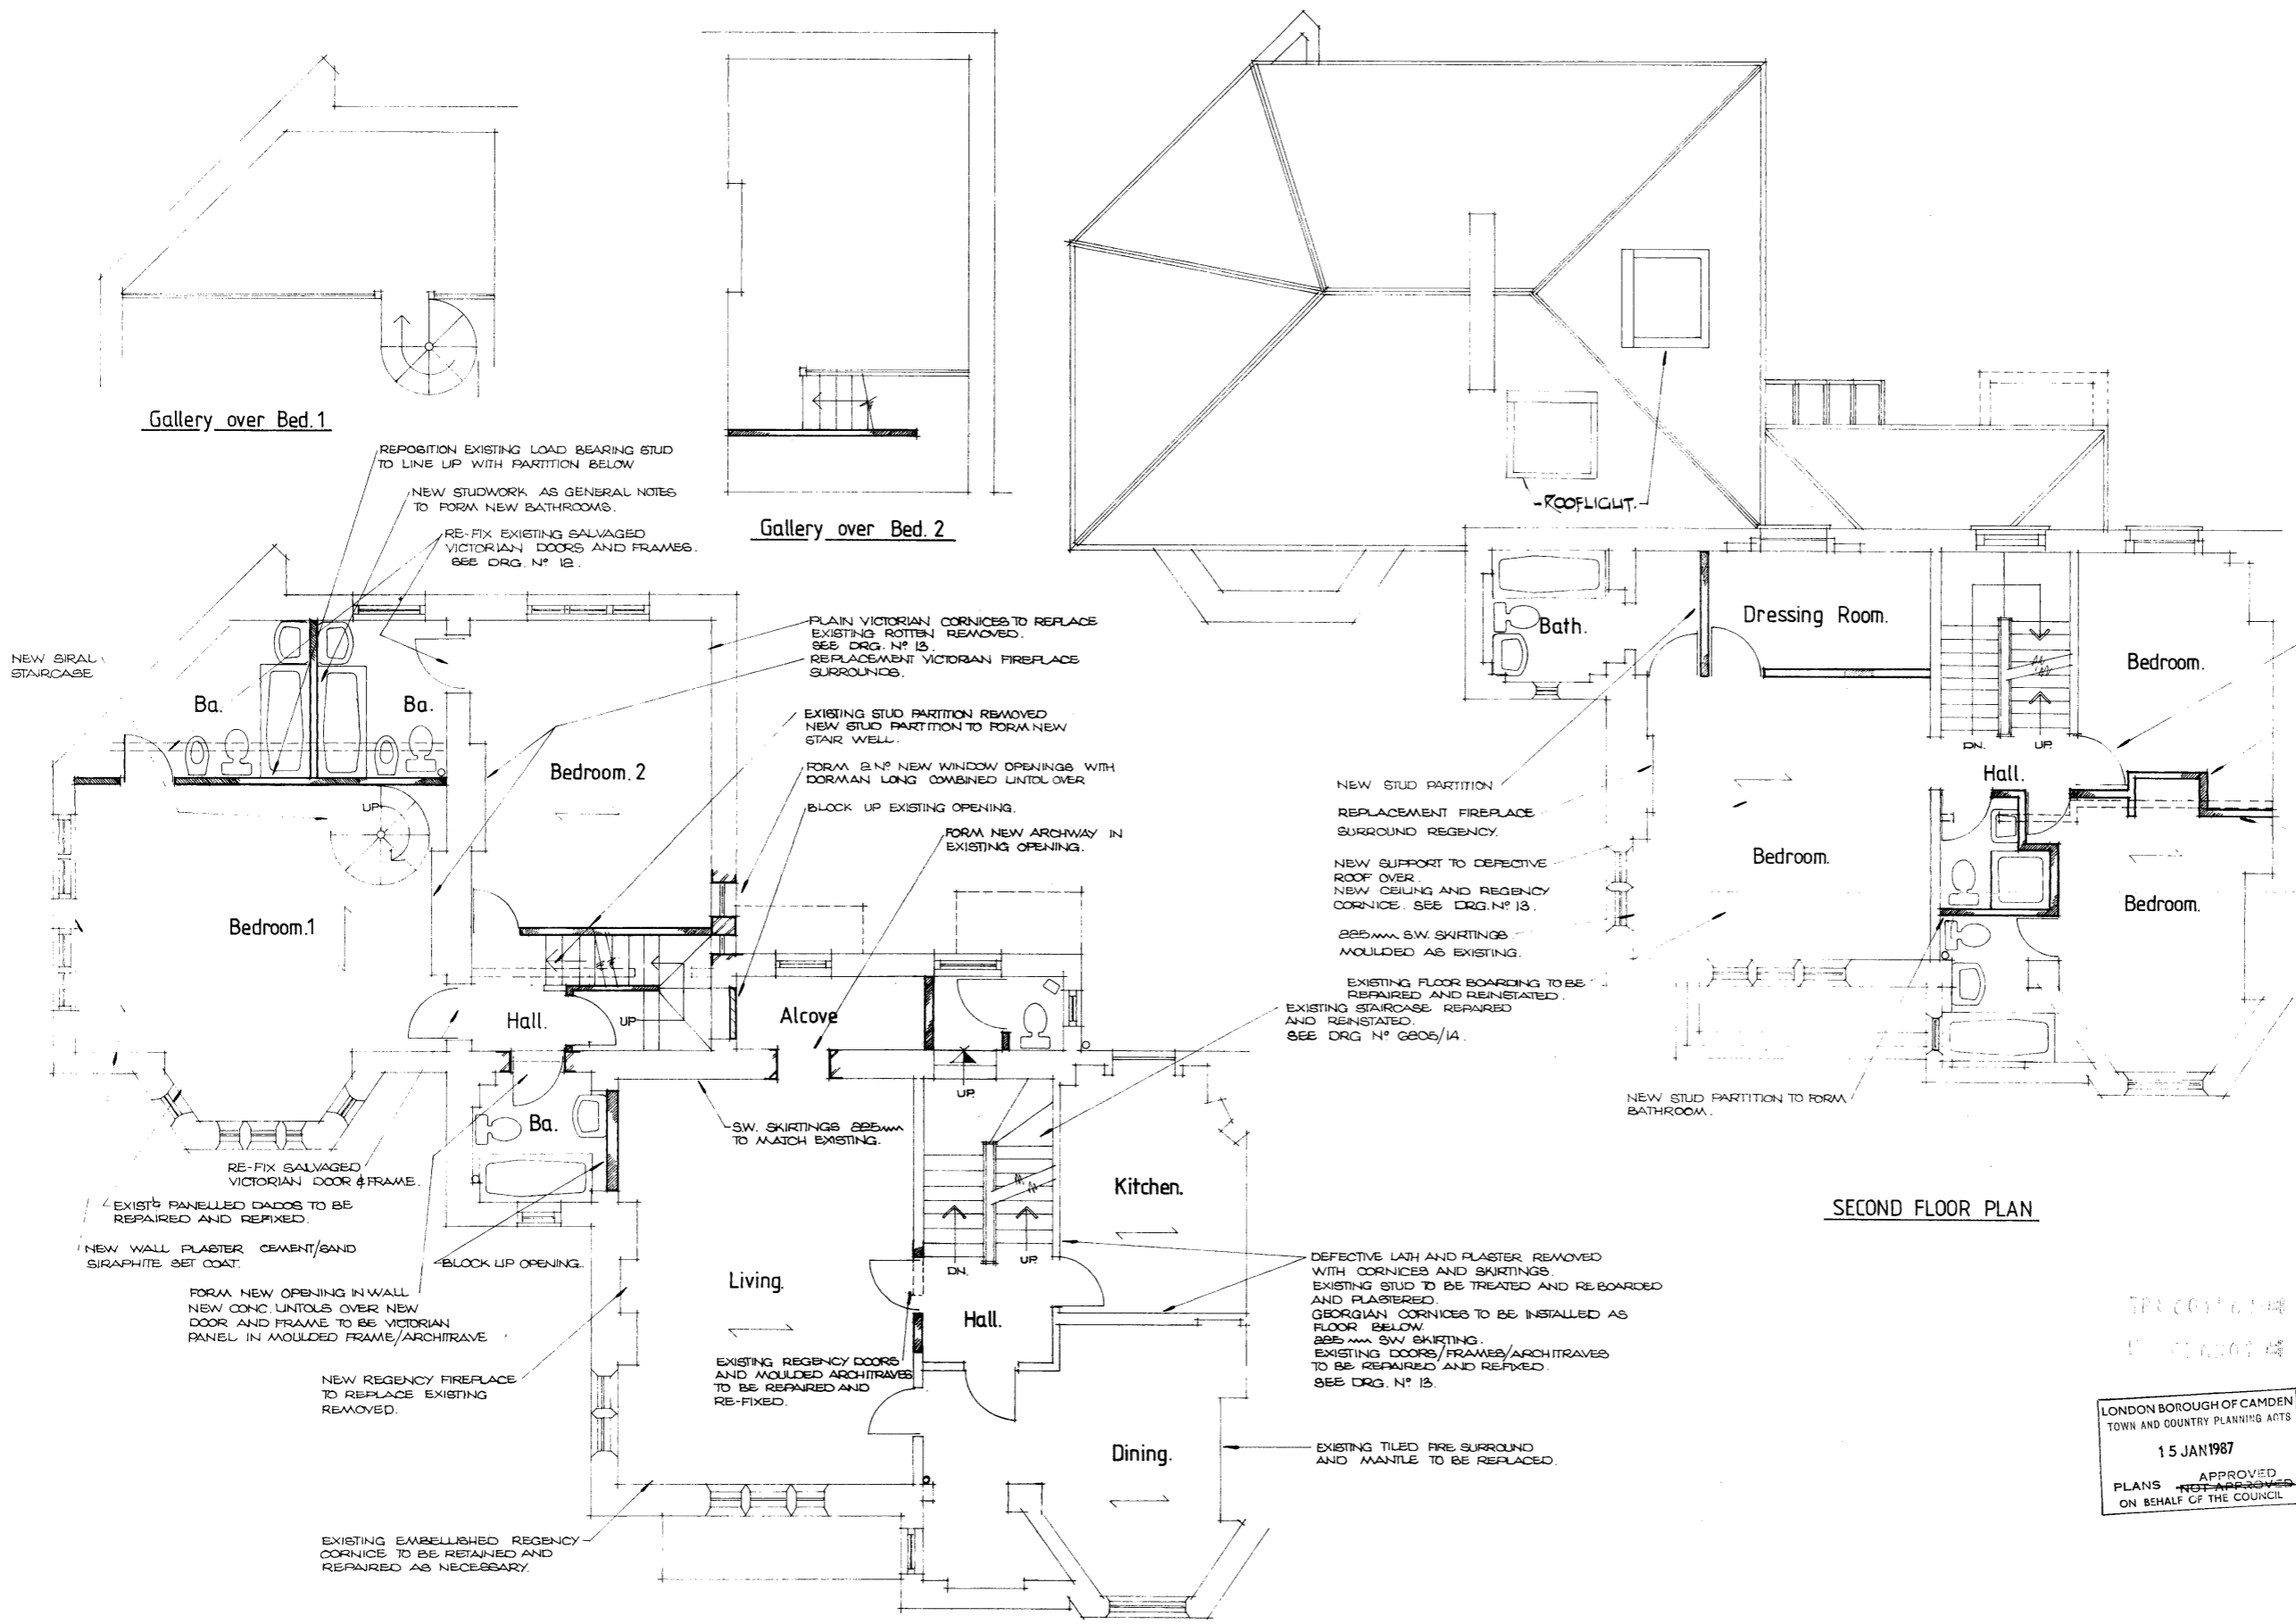 Gallery over Bed. 1
Gallery over Bed. 2
-ROOFLIGHT.-
REPOSITION EXISTING LOAD BEARING STUD
TO LINE UP WITH PARTITION BELOW
NEW STUDWORK AS GENERAL NOTES
TO FORM NEW BATHROOMS.
RE-FIX EXISTING SALVAGED
VICTORIAN DOORS AND FRAMES.
SEE DRG. Nº 12.
NEW SIRAL
STAIRCASE
PLAIN VICTORIAN CORNICES TO REPLACE
EXISTING ROTTEN REMOVED.
SEE DRG. Nº 13.
REPLACEMENT VICTORIAN FIREPLACE
SURROUNDS.
EXISTING STUD PARTITION REMOVED
NEW STUD PARTITION TO FORM NEW
STAIR WELL.
FORM 2 Nº NEW WINDOW OPENINGS WITH
DORMAN LONG COMBINED LINTOL OVER
BLOCK UP EXISTING OPENING.
FORM NEW ARCHWAY IN
EXISTING OPENING.
Ba.
Ba.
Bedroom. 2
UP
Bedroom.1
Hall.
UP
Alcove
UP.
Ba.
S.W. SKIRTINGS 225mm
TO MATCH EXISTING.
RE-FIX SALVAGED
VICTORIAN DOOR & FRAME.
EXISTG PANELLED DADOS TO BE
REPAIRED AND REFIXED.
NEW WALL PLASTER CEMENT/SAND
SIRAPHITE SET COAT.
BLOCK UP OPENING.
FORM NEW OPENING IN WALL
NEW CONC. LINTOLS OVER NEW
DOOR AND FRAME TO BE VICTORIAN
PANEL IN MOULDED FRAME/ARCHITRAVE
NEW REGENCY FIREPLACE
TO REPLACE EXISTING
REMOVED.
EXISTING EMBELLISHED REGENCY
CORNICE TO BE RETAINED AND
REPAIRED AS NECESSARY.
Living.
Kitchen.
DN.
UP.
Hall.
EXISTING REGENCY DOORS
AND MOULDED ARCHITRAVES
TO BE REPAIRED AND
RE-FIXED.
Dining.
DEFECTIVE LATH AND PLASTER REMOVED
WITH CORNICES AND SKIRTINGS.
EXISTING STUD TO BE TREATED AND REBOARDED
AND PLASTERED.
GEORGIAN CORNICES TO BE INSTALLED AS
FLOOR BELOW.
225 mm SW SKIRTING.
EXISTING DOORS/FRAMES/ARCHITRAVES
TO BE REPAIRED AND REFIXED.
SEE DRG. Nº 13.
EXISTING TILED FIRE SURROUND
AND MANTLE TO BE REPLACED.
Bath.
Dressing Room.
Bedroom.
DN.
UP.
Hall.
Bedroom.
Bedroom.
NEW STUD PARTITION
REPLACEMENT FIREPLACE
SURROUND REGENCY.
NEW SUPPORT TO DEFECTIVE
ROOF OVER.
NEW CEILING AND REGENCY
CORNICE. SEE DRG. Nº 13.
225mm S.W. SKIRTINGS
MOULDED AS EXISTING.
EXISTING FLOOR BOARDING TO BE
REPAIRED AND REINSTATED.
EXISTING STAIRCASE REPAIRED
AND REINSTATED.
SEE DRG Nº 6805/14.
NEW STUD PARTITION TO FORM
BATHROOM.
SECOND FLOOR PLAN
LONDON BOROUGH OF CAMDEN
TOWN AND COUNTRY PLANNING ACTS
15 JAN 1987
APPROVED
PLANS NOT APPROVED
ON BEHALF OF THE COUNCIL